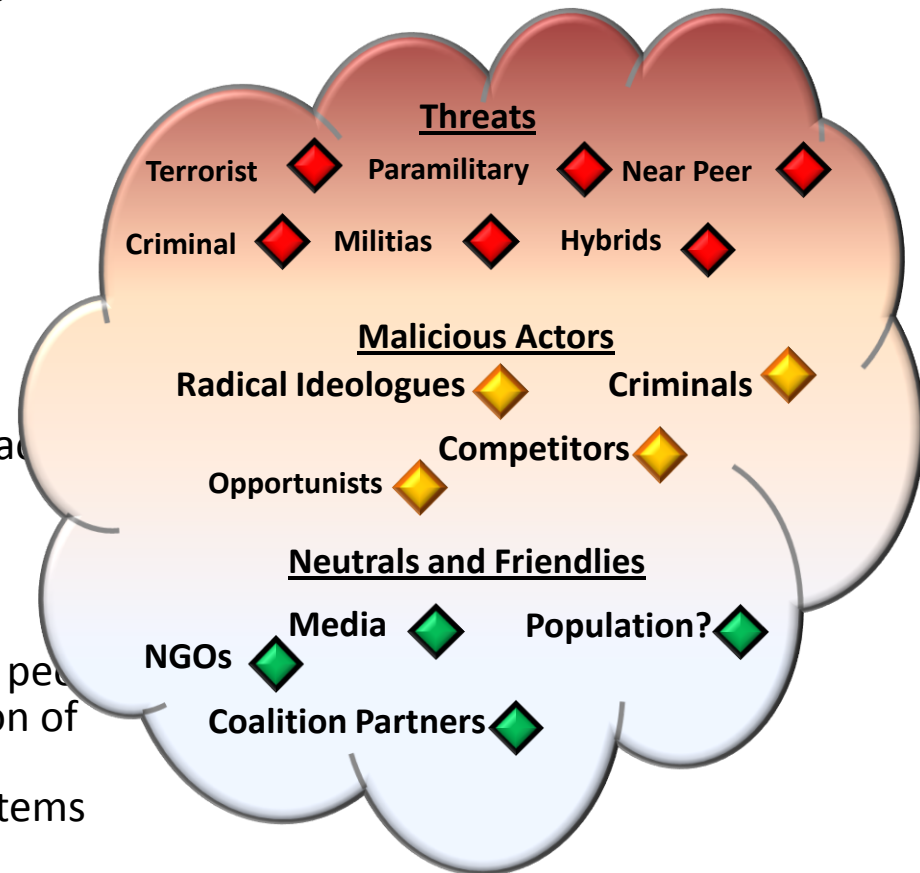 Threats
Terrorist Paramilitary Near Peer
Criminal Militias Hybrids
Malicious Actors
Radical Ideologues Criminals
Competitors
Opportunists
Neutrals and Friendlies
Media Population?
NGOs
Coalition Partners
on of